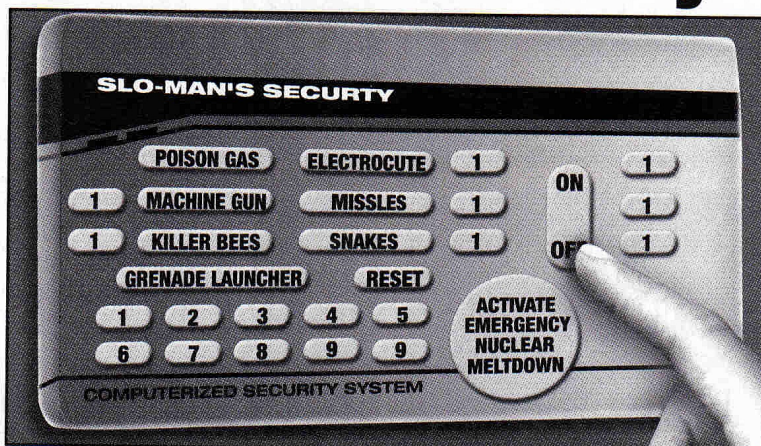 SLO-MAN'S SECURTY
POISON GAS ELECTROCUTE 1 ON 1
1 MACHINE GUN MISSLES 1 1
1 KILLER BEES SNAKES 1 OFF 1
GRENADE LAUNCHER RESET
1 2 3 4 5
6 7 8 9 9
ACTIVATE
EMERGENCY
NUCLEAR
MELTDOWN
COMPUTERIZED SECURITY SYSTEM